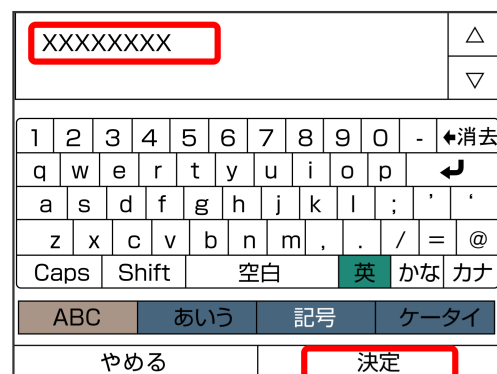 XXXXXXXX
△
▽
1 2 3 4 5 6 7 8 9 0 - ←消去
q w e r t y u i o p ↵
a s d f g h j k l ; ’ ‘
z x c v b n m , . / = @
Caps Shift 空白 英 かな カナ
ABC あいう 記号 ケータイ
やめる 決定